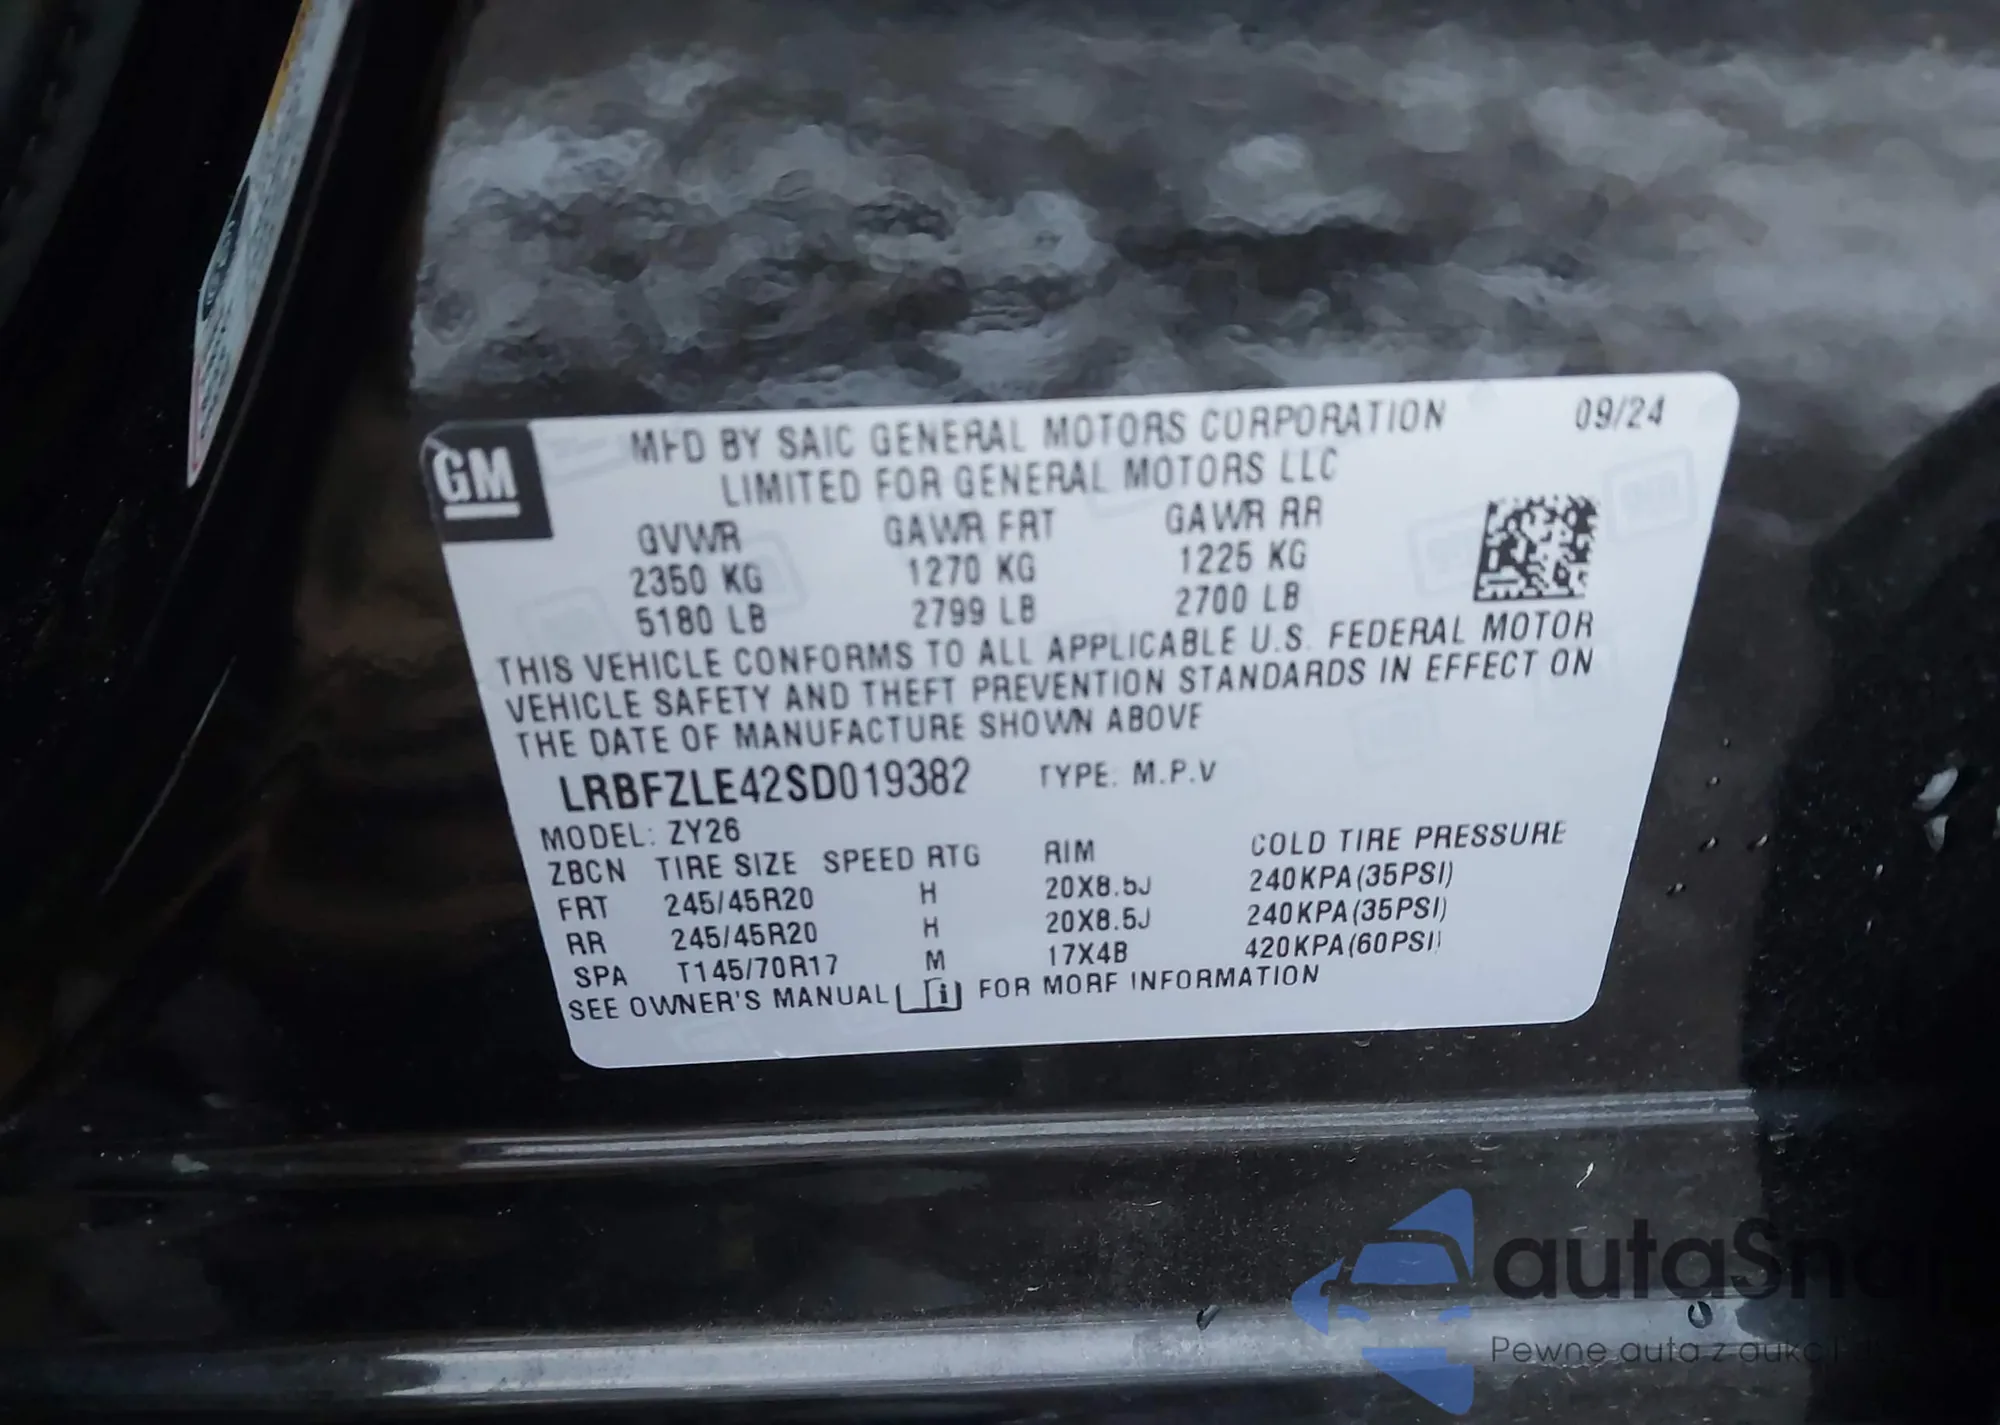 GM
MFD BY SAIC GENERAL MOTORS CORPORATION 09/24
LIMITED FOR GENERAL MOTORS LLC
GVWR GAWR FRT GAWR RR
2350 KG 1270 KG 1225 KG
5180 LB 2799 LB 2700 LB
THIS VEHICLE CONFORMS TO ALL APPLICABLE U.S. FEDERAL MOTOR
VEHICLE SAFETY AND THEFT PREVENTION STANDARDS IN EFFECT ON
THE DATE OF MANUFACTURE SHOWN ABOVE
LRBFZLE42SD019382 TYPE: M.P.V
MODEL: ZY26
ZBCN TIRE SIZE SPEED RTG RIM COLD TIRE PRESSURE
FRT 245/45R20 H 20X8.5J 240KPA(35PSI)
RR 245/45R20 H 20X8.5J 240KPA(35PSI)
SPA T145/70R17 M 17X4B 420KPA(60PSI)
SEE OWNER'S MANUAL FOR MORE INFORMATION
Pewne auta z